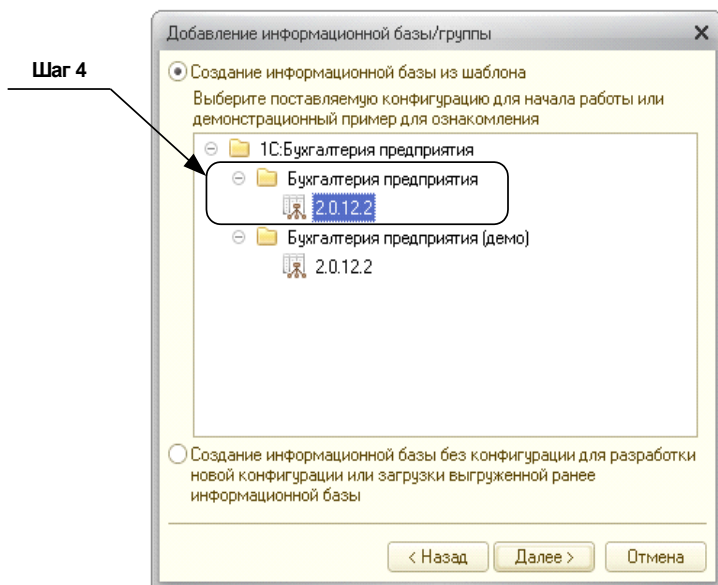 Добавление информационной базы/группы
Шаг 4
Создание информационной базы из шаблона
Выберите поставляемую конфигурацию для начала работы или
демонстрационный пример для ознакомления
1С:Бухгалтерия предприятия
Бухгалтерия предприятия
2.0.12.2
Бухгалтерия предприятия (демо)
2.0.12.2
Создание информационной базы без конфигурации для разработки
новой конфигурации или загрузки выгруженной ранее
информационной базы
< Назад Далее > Отмена